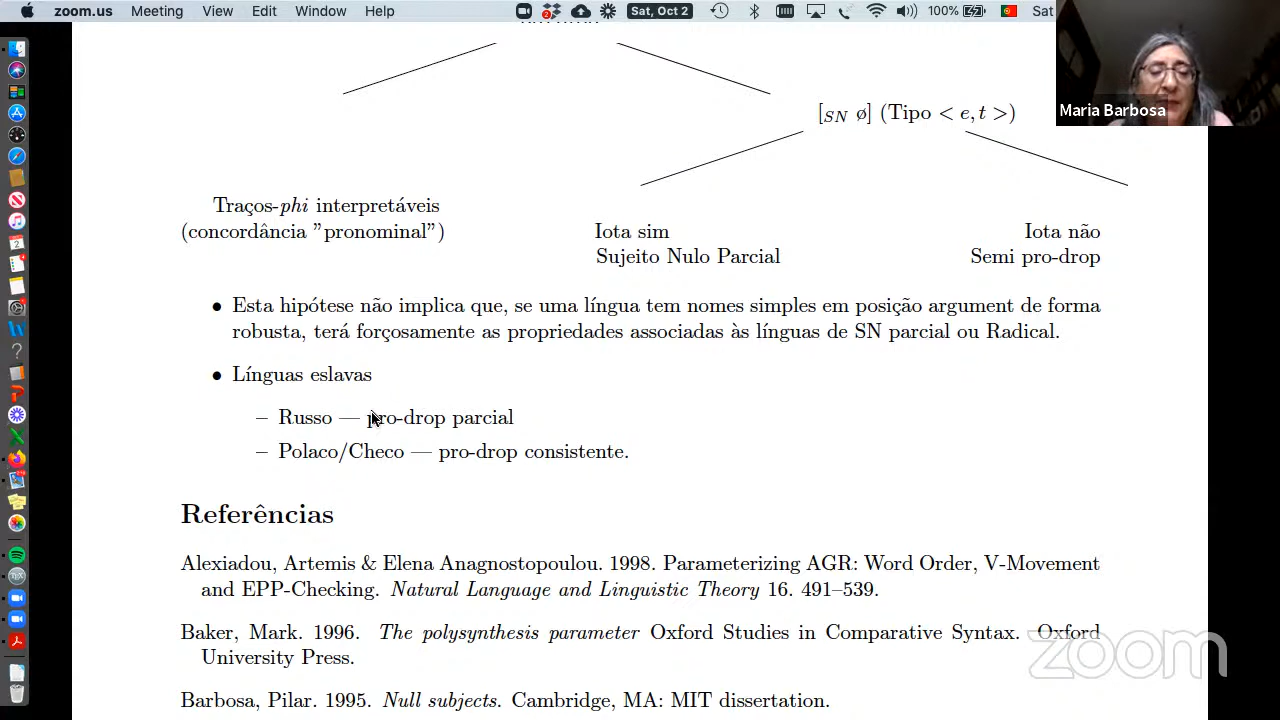 zoom.us Meeting View Edit Window Help Sat, Oct 2 100% Sat
[SN ø] (Tipo < e, t >)
Maria Barbosa
Traços-phi interpretáveis
(concordância ”pronominal”)
Iota sim
Sujeito Nulo Parcial
Iota não
Semi pro-drop
• Esta hipótese não implica que, se uma língua tem nomes simples em posição argument de forma
robusta, terá forçosamente as propriedades associadas às línguas de SN parcial ou Radical.
• Línguas eslavas
– Russo — pro-drop parcial
– Polaco/Checo — pro-drop consistente.
Referências
Alexiadou, Artemis & Elena Anagnostopoulou. 1998. Parameterizing AGR: Word Order, V-Movement
and EPP-Checking. Natural Language and Linguistic Theory 16. 491–539.
Baker, Mark. 1996. The polysynthesis parameter Oxford Studies in Comparative Syntax. Oxford
University Press.
Barbosa, Pilar. 1995. Null subjects. Cambridge, MA: MIT dissertation.
zoom